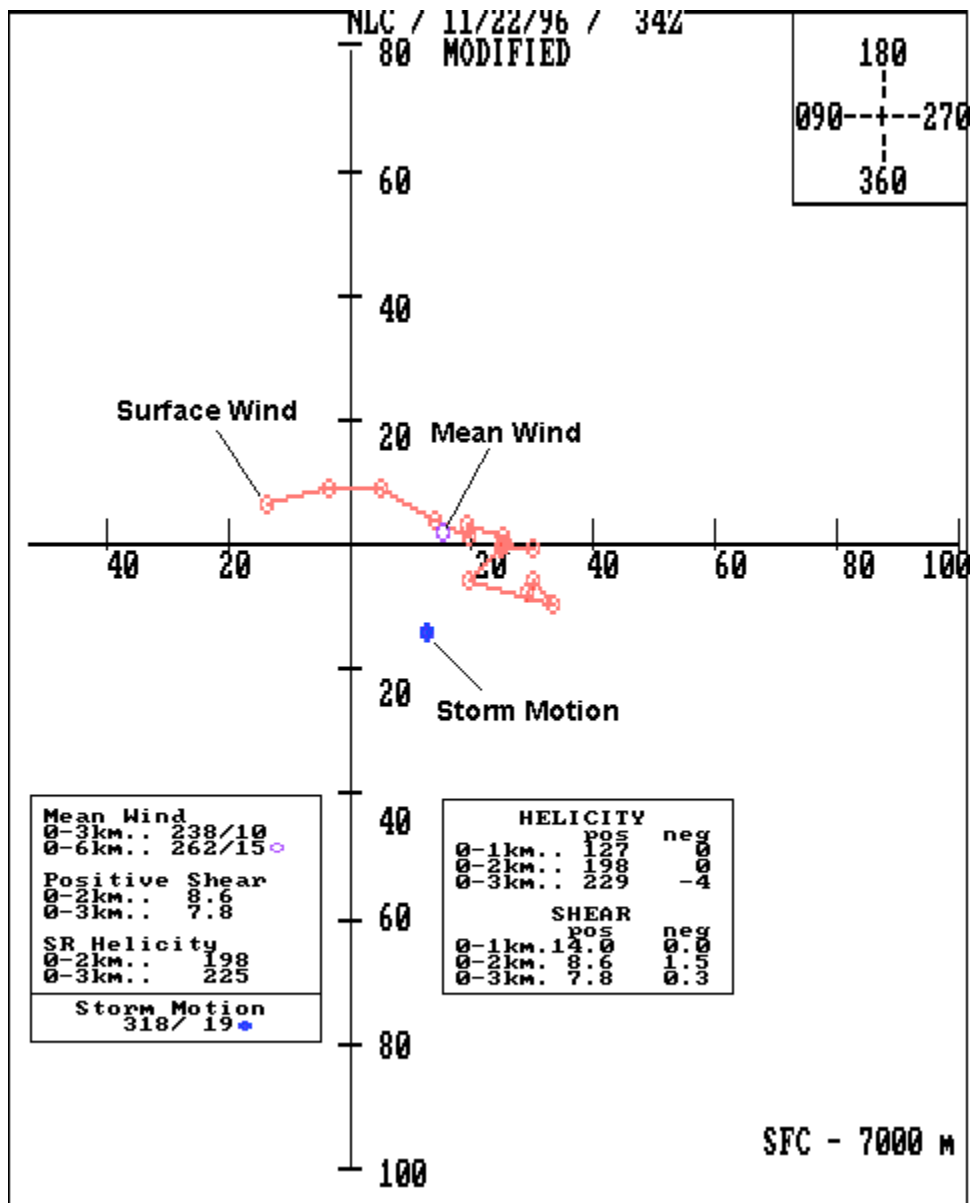 NLC / 11/22/96 / 34Z
80 MODIFIED
180
090--+--270
360
60
40
Surface Wind
20
Mean Wind
40 20 20 40 60 80 100
20
Storm Motion
Mean Wind
0-3km.. 238/10
0-6km.. 262/15
Positive Shear
0-2km.. 8.6
0-3km.. 7.8
SR Helicity
0-2km.. 198
0-3km.. 225
Storm Motion
318/ 19
40
HELICITY
pos neg
0-1km.. 127 0
0-2km.. 198 0
0-3km.. 229 -4
SHEAR
pos neg
0-1km.14.0 0.0
0-2km. 8.6 1.5
0-3km. 7.8 0.3
60
80
SFC - 7000 M
100